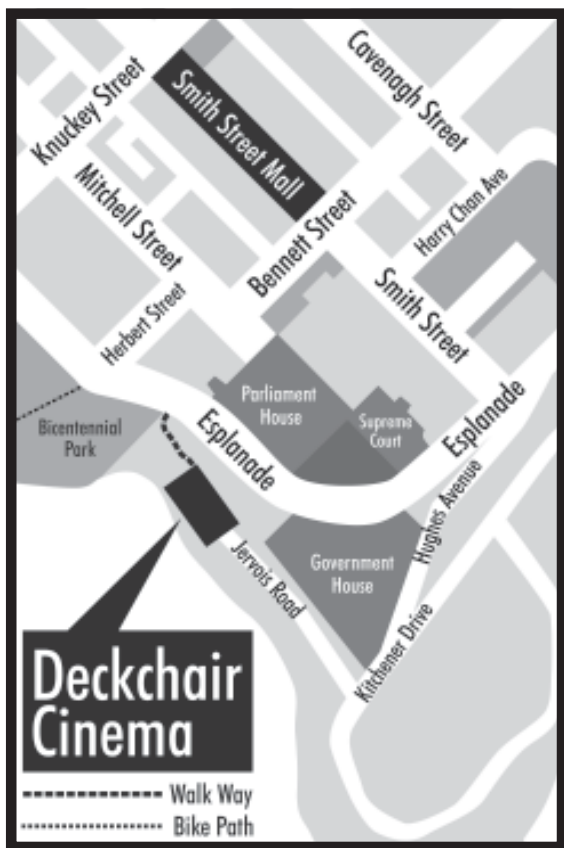 Cavenagh Street
Knuckey Street
Smith Street Mall
Mitchell Street
Harry Chan Ave
Bennett Street
Herbert Street
Smith Street
Parliament
House
Supreme
Court
Bicentennial
Park
Esplanade
Esplanade
Hughes Avenue
Government
House
Jervois Road
Kitchener Drive
Deckchair
Cinema
Walk Way
Bike Path